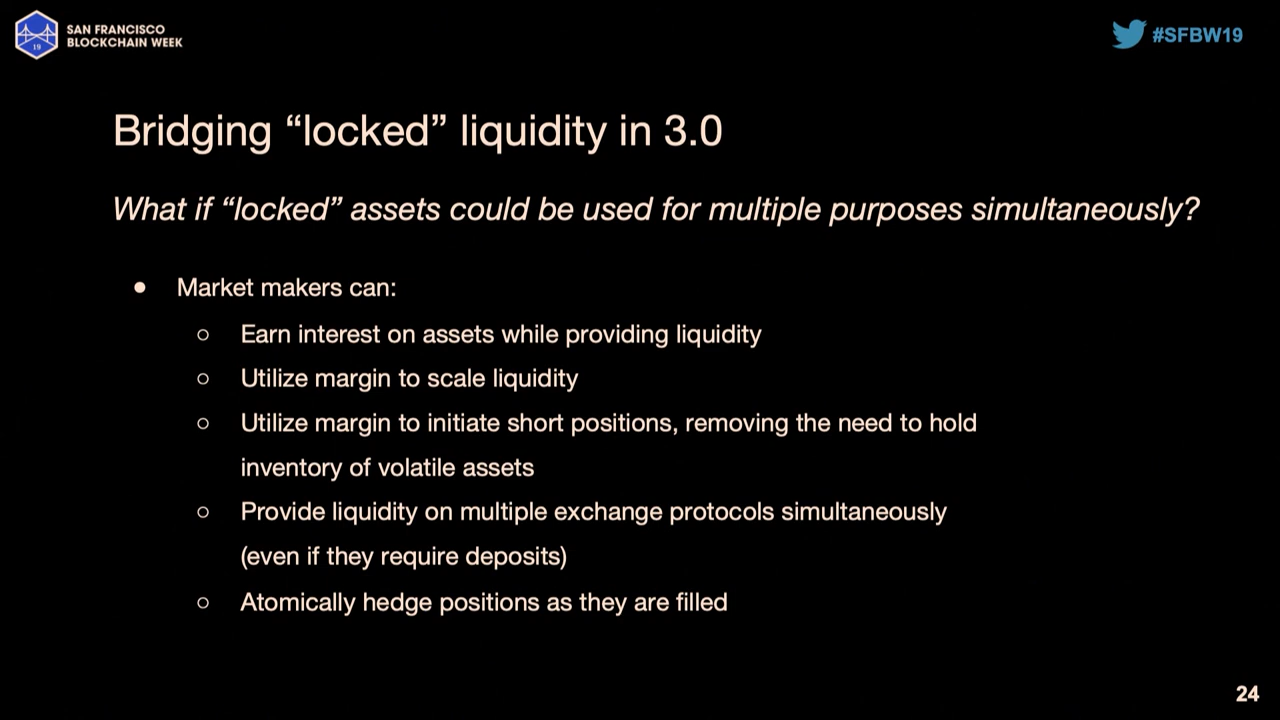 SAN FRANCISCO
BLOCKCHAIN WEEK
19
#SFBW19
Bridging “locked” liquidity in 3.0
What if “locked” assets could be used for multiple purposes simultaneously?
● Market makers can:
○ Earn interest on assets while providing liquidity
○ Utilize margin to scale liquidity
○ Utilize margin to initiate short positions, removing the need to hold
inventory of volatile assets
○ Provide liquidity on multiple exchange protocols simultaneously
(even if they require deposits)
○ Atomically hedge positions as they are filled
24